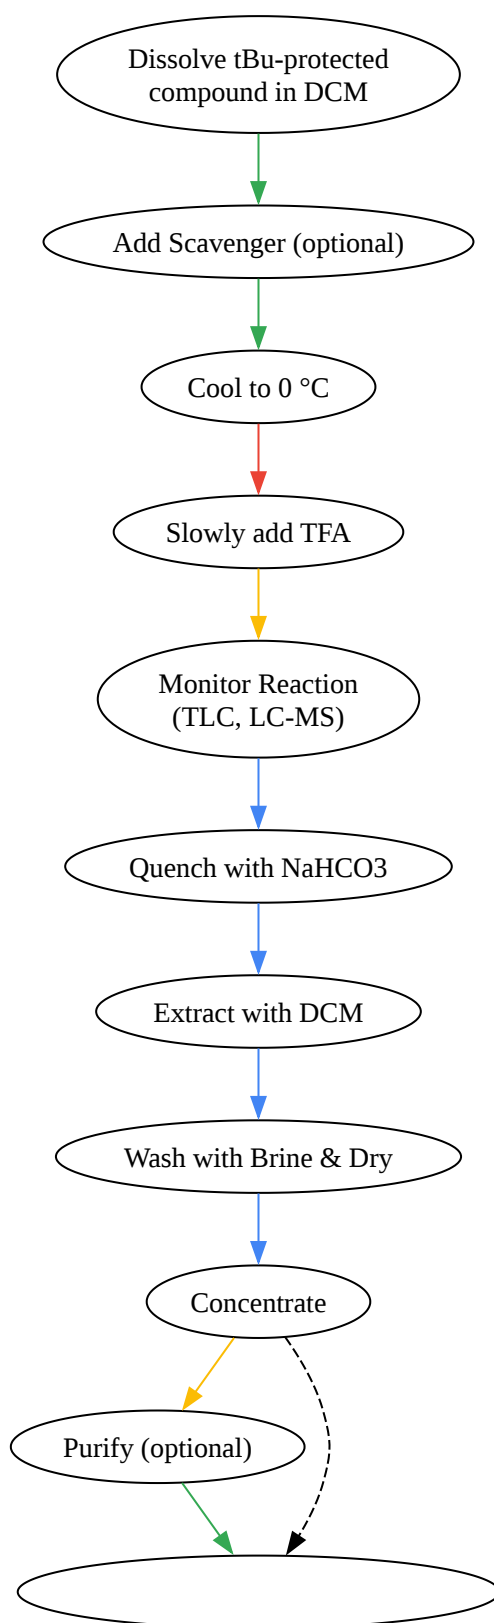 Dissolve tBu-protected
compound in DCM
Add Scavenger (optional)
Cool to 0 °C
Slowly add TFA
Monitor Reaction
(TLC, LC-MS)
Quench with NaHCO3
Extract with DCM
Wash with Brine & Dry
Concentrate
Purify (optional)